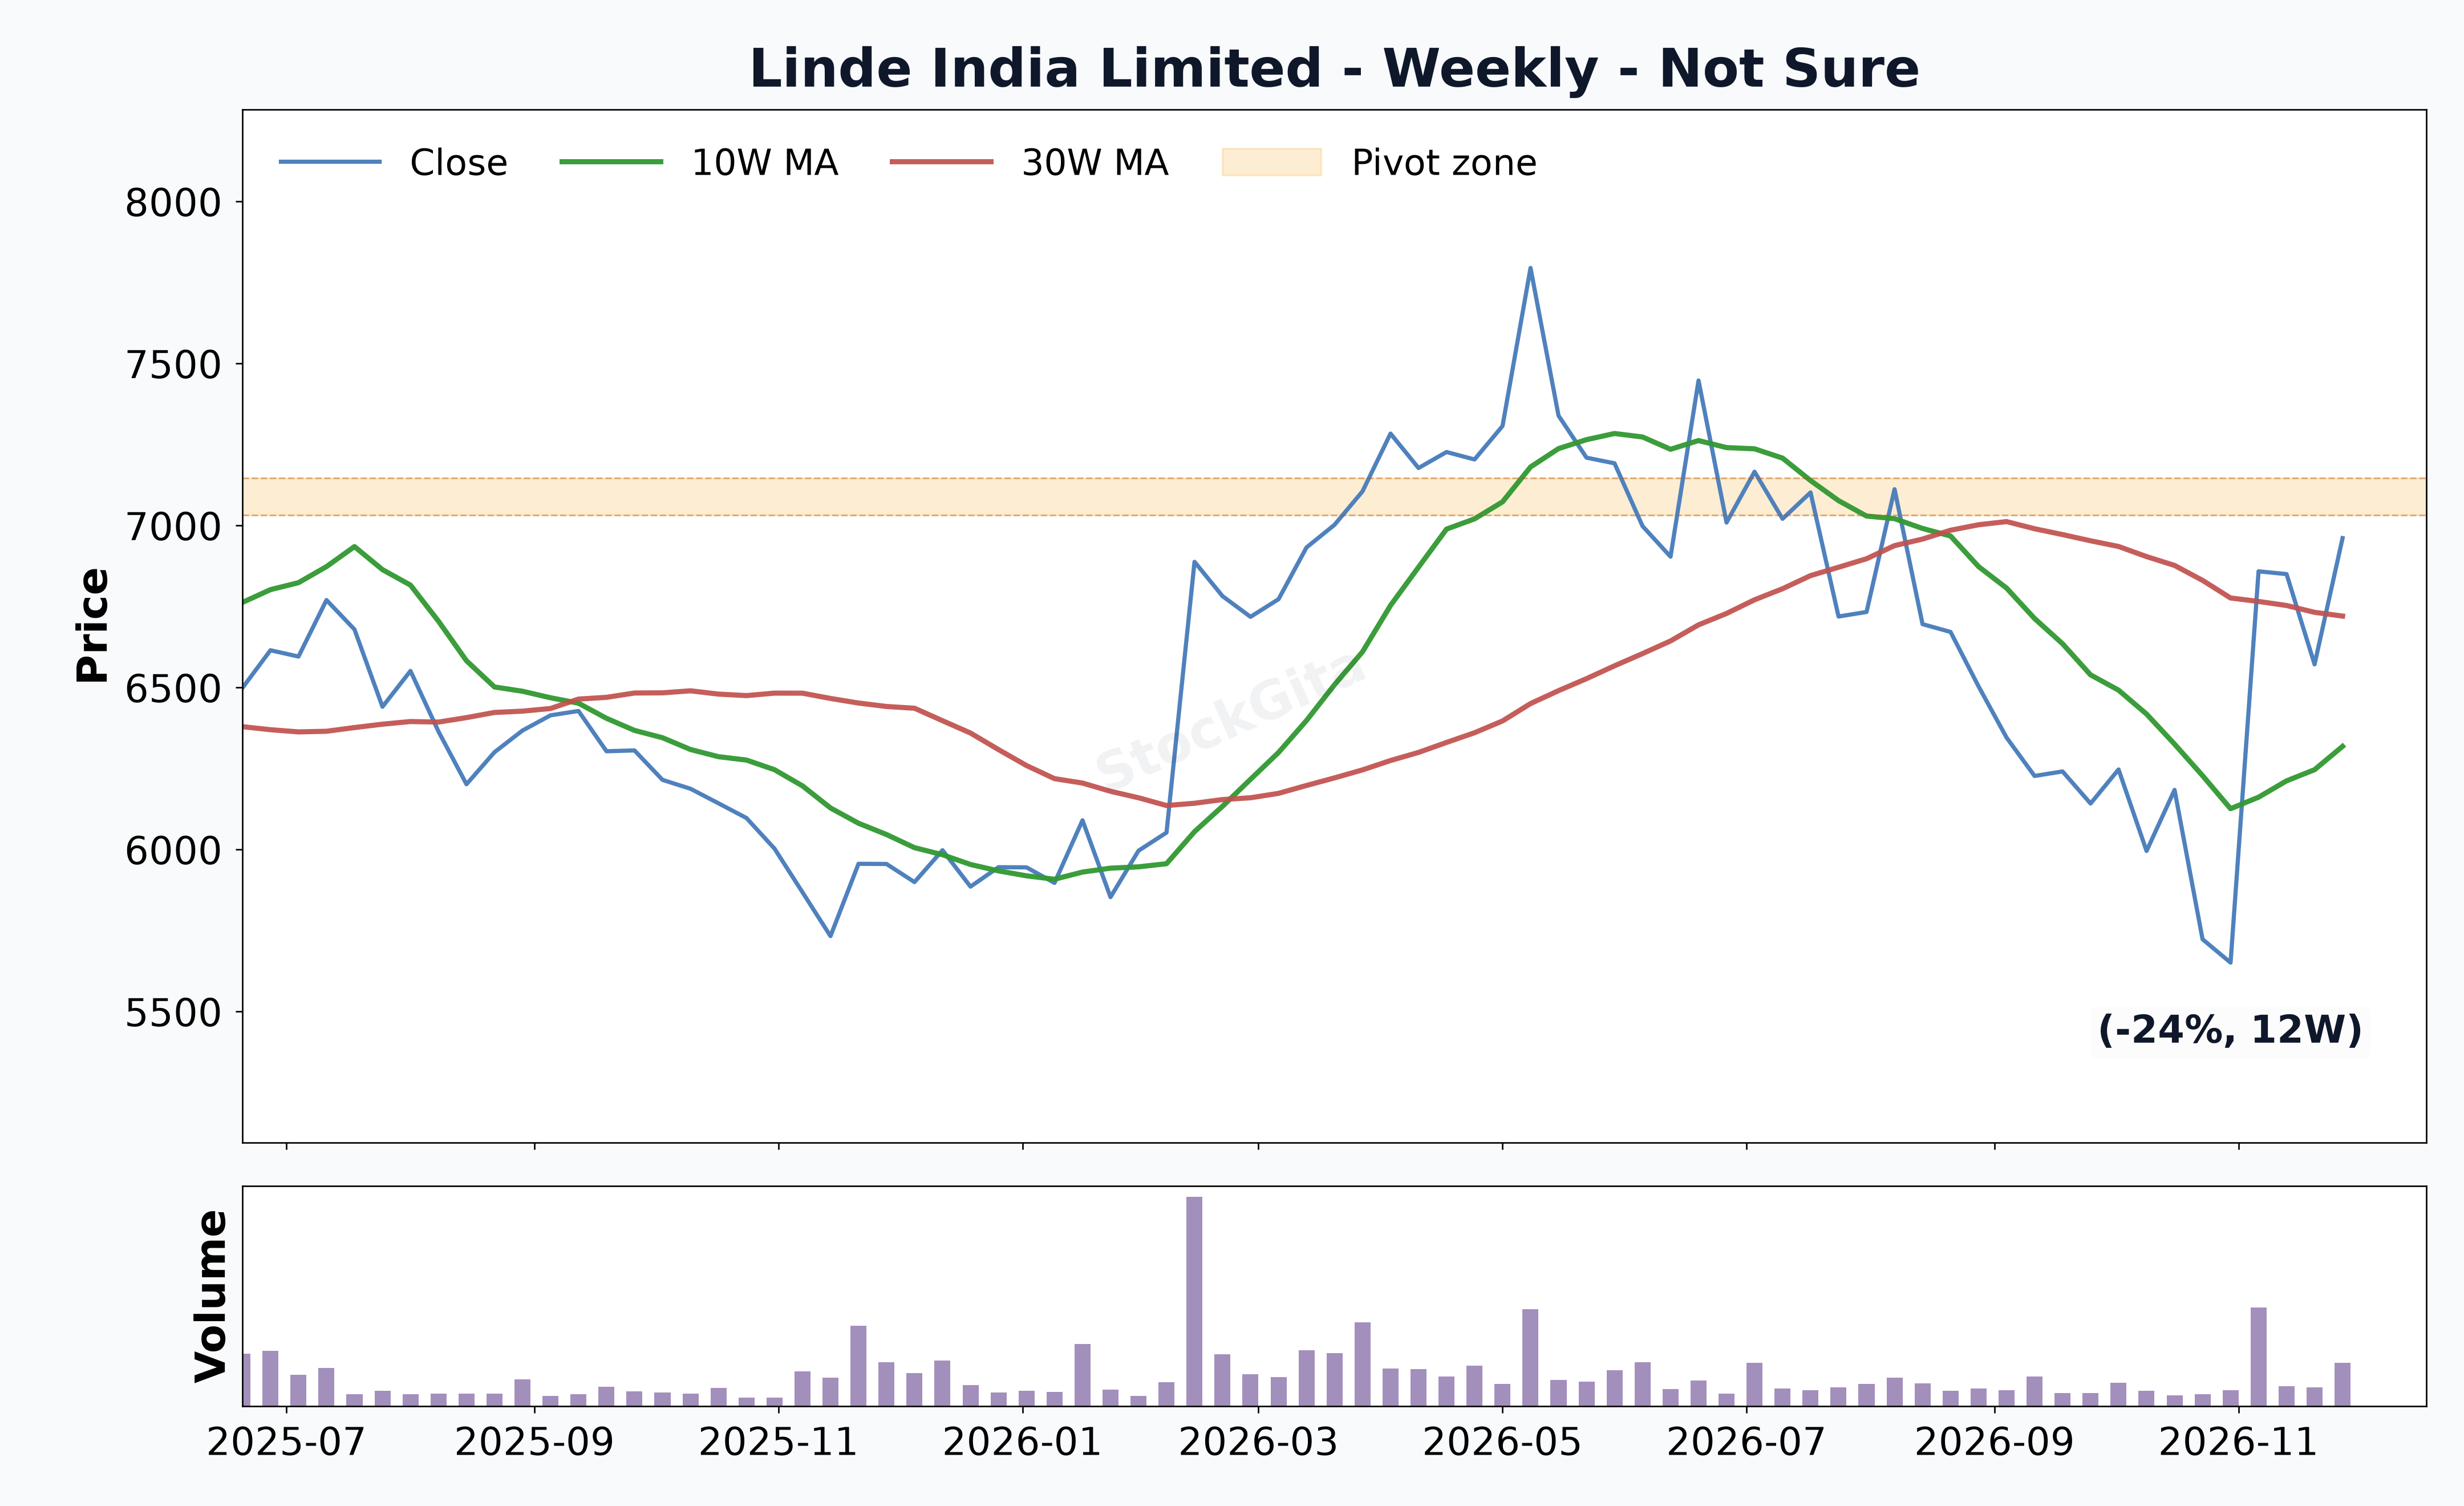 Linde India Limited - Weekly - Not Sure
Close 10W MA 30W MA Pivot zone
8000
7500
7000
6500
6000
5500
Price
StockGita
(-24%, 12W)
Volume
2025-07 2025-09 2025-11 2026-01 2026-03 2026-05 2026-07 2026-09 2026-11